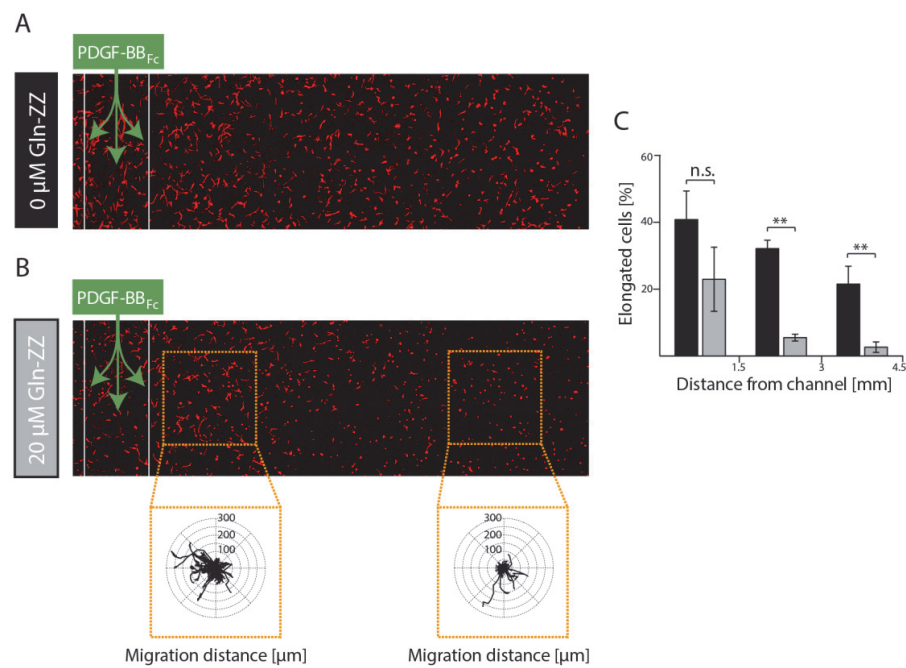 A
PDGF-BBFc
0 μM Gln-ZZ
B
PDGF-BBFc
20 μM Gln-ZZ
300
200
100
300
200
100
Migration distance [μm]
Migration distance [μm]
C
Elongated cells [%]
60
40
20
n.s.
**
**
1.5
3
4.5
Distance from channel [mm]